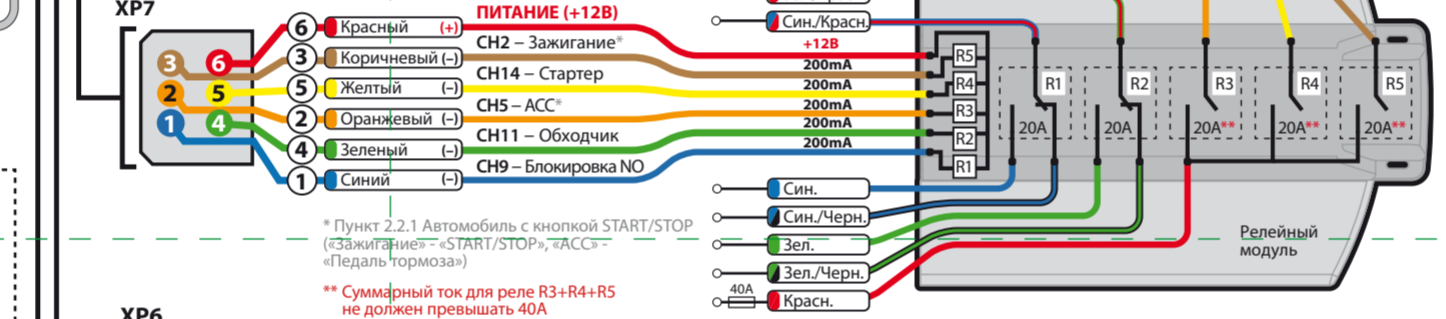 XP7
ПИТАНИЕ (+12В)
6 Красный (+)
3 Коричневый (–) CH2 – Зажигание*
5 Желтый (–) CH14 – Стартер
2 Оранжевый (–) CH5 – ACC*
4 Зеленый (–) CH11 – Обходчик
1 Синий (–) CH9 – Блокировка NO
3 6
2 5
1 4
+12В
200mA
200mA
200mA
200mA
200mA
R5
R4
R3
R2
R1
Син./Красн.
R1 R2 R3 R4 R5
20A 20A 20A** 20A** 20A**
Син.
Син./Черн.
Зел.
Зел./Черн.
40A Красн.
Релейный
модуль
* Пункт 2.2.1 Автомобиль с кнопкой START/STOP
(«Зажигание» - «START/STOP», «ACC» -
«Педаль тормоза»)
** Суммарный ток для реле R3+R4+R5
не должен превышать 40А
XP6